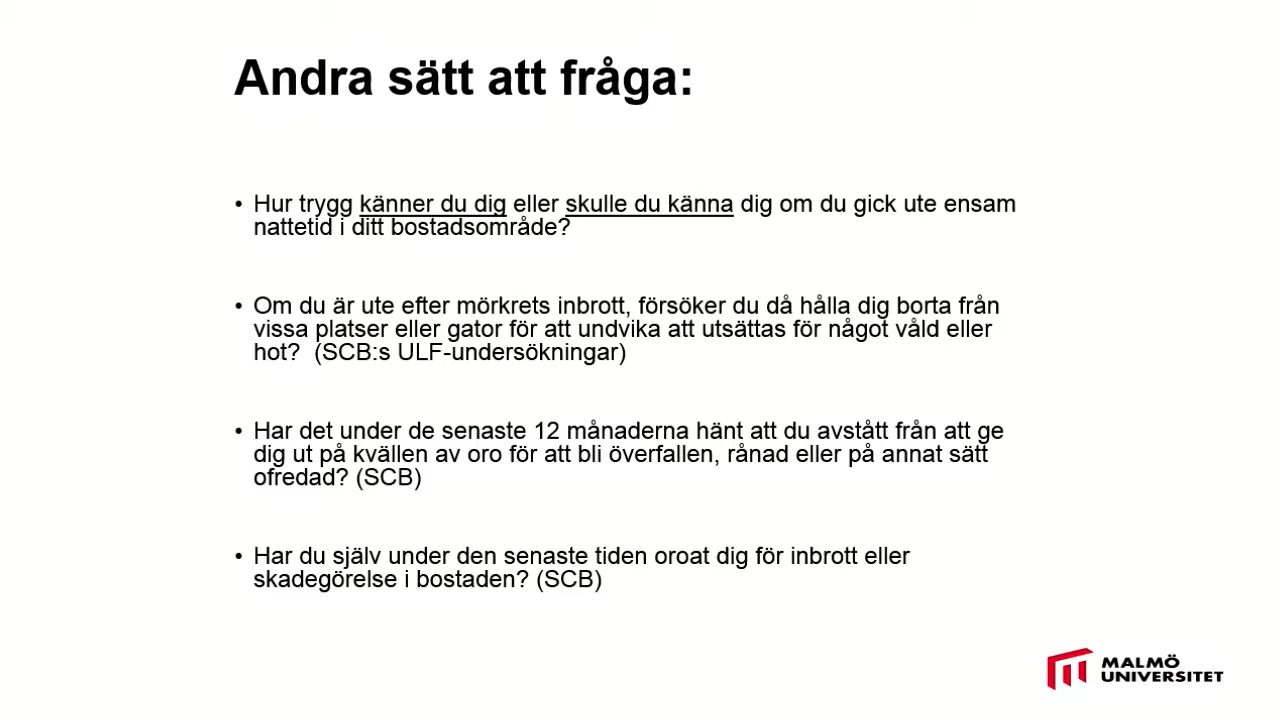 Andra sätt att fråga:
• Hur trygg känner du dig eller skulle du känna dig om du gick ute ensam
nattetid i ditt bostadsområde?
• Om du är ute efter mörkrets inbrott, försöker du då hålla dig borta från
vissa platser eller gator för att undvika att utsättas för något våld eller
hot?  (SCB:s ULF-undersökningar)
• Har det under de senaste 12 månaderna hänt att du avstått från att ge
dig ut på kvällen av oro för att bli överfallen, rånad eller på annat sätt
ofredad? (SCB)
• Har du själv under den senaste tiden oroat dig för inbrott eller
skadegörelse i bostaden? (SCB)
MALMÖ
UNIVERSITET